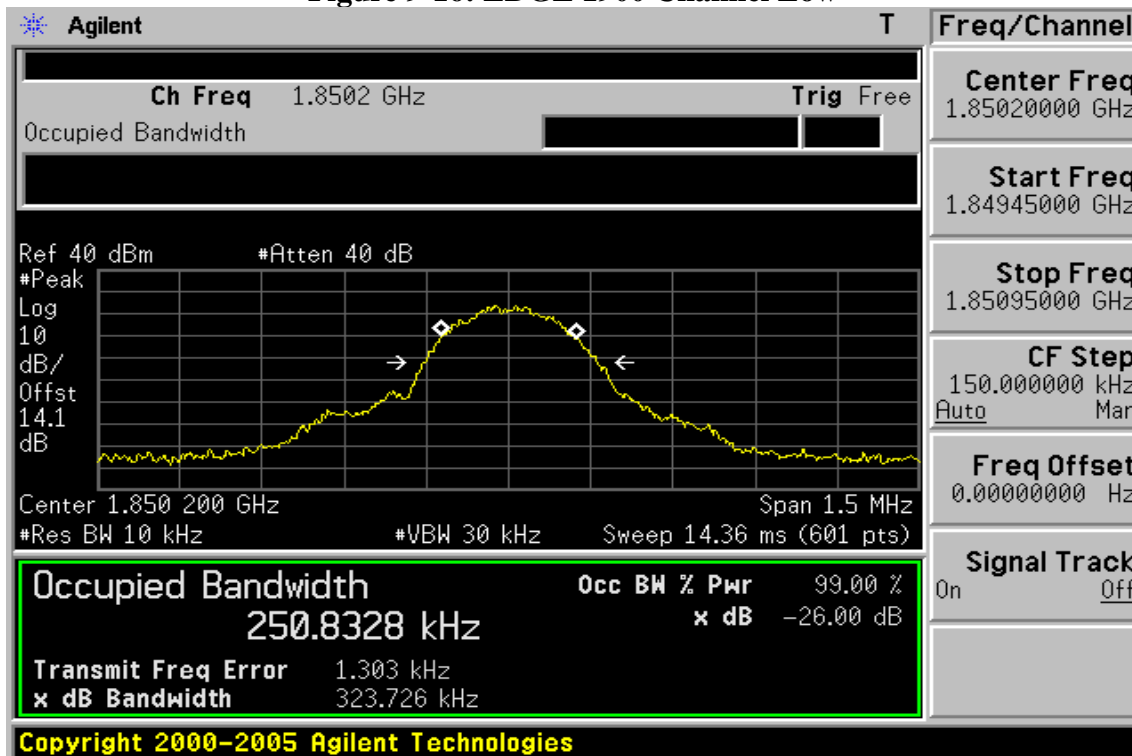 Agilent T Freq/Channel
Ch Freq 1.8502 GHz Trig Free
Occupied Bandwidth
Center Freq
1.85020000 GHz
Start Freq
1.84945000 GHz
Stop Freq
1.85095000 GHz
CF Step
150.000000 kHz
Auto Man
Freq Offset
0.00000000 Hz
Signal Track
On Off
Ref 40 dBm #Atten 40 dB
#Peak
Log
10
dB/
Offst
14.1
dB
Center 1.850 200 GHz Span 1.5 MHz
#Res BW 10 kHz #VBW 30 kHz Sweep 14.36 ms (601 pts)
Occupied Bandwidth Occ BW % Pwr 99.00 %
250.8328 kHz x dB -26.00 dB
Transmit Freq Error 1.303 kHz
x dB Bandwidth 323.726 kHz
Copyright 2000-2005 Agilent Technologies